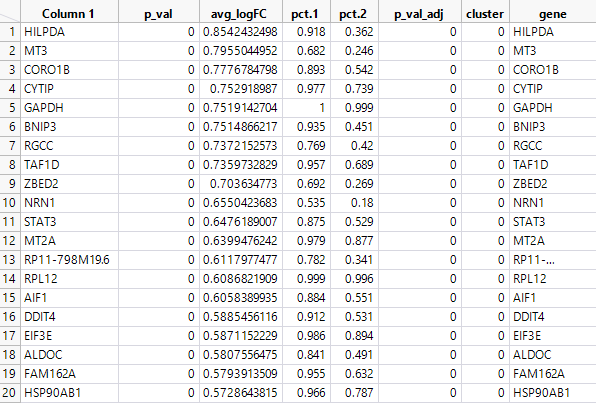 Column 1 p_val avg_logFC pct.1 pct.2 p_val_adj cluster gene
1 HILPDA 0 0.8542432498 0.918 0.362 0 0 HILPDA
2 MT3 0 0.7955044952 0.682 0.246 0 0 MT3
3 CORO1B 0 0.7776784798 0.893 0.542 0 0 CORO1B
4 CYTIP 0 0.752918987 0.977 0.739 0 0 CYTIP
5 GAPDH 0 0.7519142704 1 0.999 0 0 GAPDH
6 BNIP3 0 0.7514866217 0.935 0.451 0 0 BNIP3
7 RGCC 0 0.7372152573 0.769 0.42 0 0 RGCC
8 TAF1D 0 0.7359732829 0.957 0.689 0 0 TAF1D
9 ZBED2 0 0.703634773 0.692 0.269 0 0 ZBED2
10 NRN1 0 0.6550423683 0.535 0.18 0 0 NRN1
11 STAT3 0 0.6476189007 0.875 0.529 0 0 STAT3
12 MT2A 0 0.6399476242 0.979 0.877 0 0 MT2A
13 RP11-798M19.6 0 0.6117977477 0.782 0.341 0 0 RP11-...
14 RPL12 0 0.6086821909 0.999 0.996 0 0 RPL12
15 AIF1 0 0.6058389935 0.884 0.551 0 0 AIF1
16 DDIT4 0 0.5885456116 0.912 0.531 0 0 DDIT4
17 EIF3E 0 0.5871152229 0.986 0.894 0 0 EIF3E
18 ALDOC 0 0.5807556475 0.841 0.491 0 0 ALDOC
19 FAM162A 0 0.5793913509 0.955 0.632 0 0 FAM162A
20 HSP90AB1 0 0.5728643815 0.966 0.787 0 0 HSP90AB1